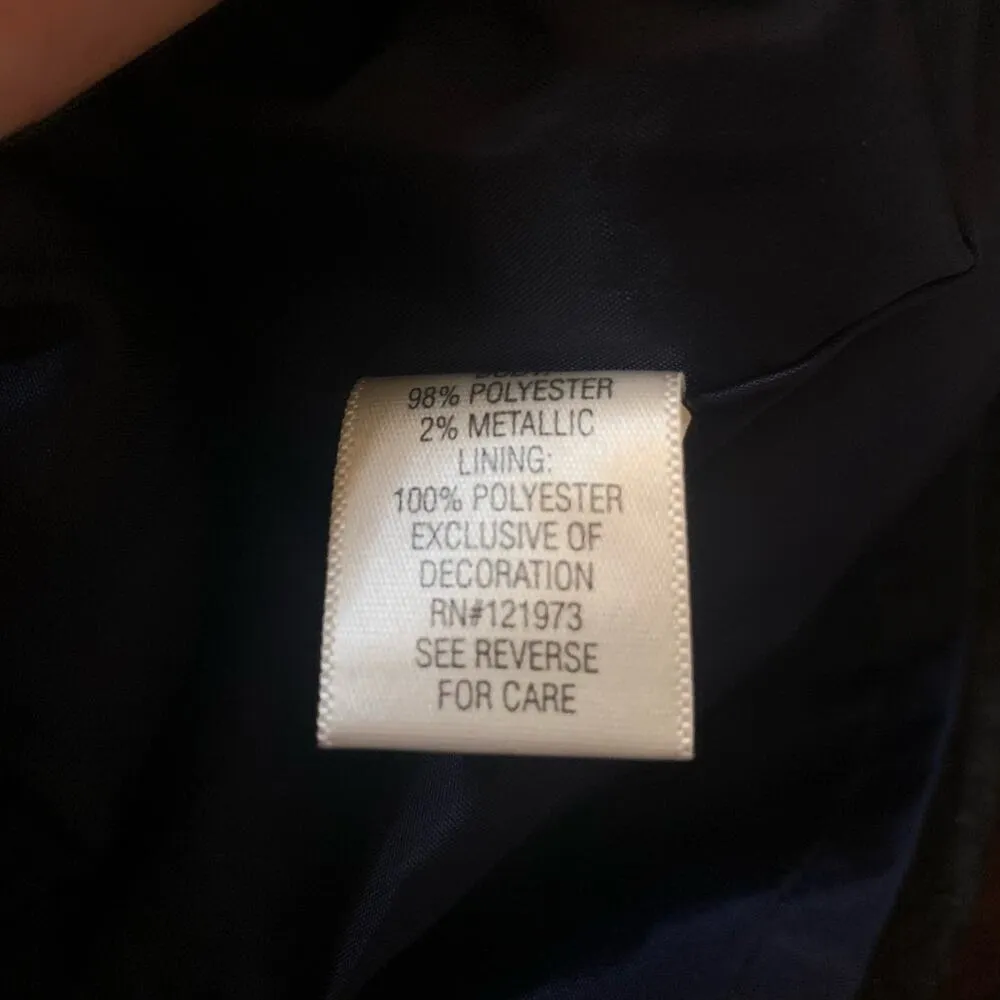 98% POLYESTER
2% METALLIC
LINING:
100% POLYESTER
EXCLUSIVE OF
DECORATION
RN#121973
SEE REVERSE
FOR CARE